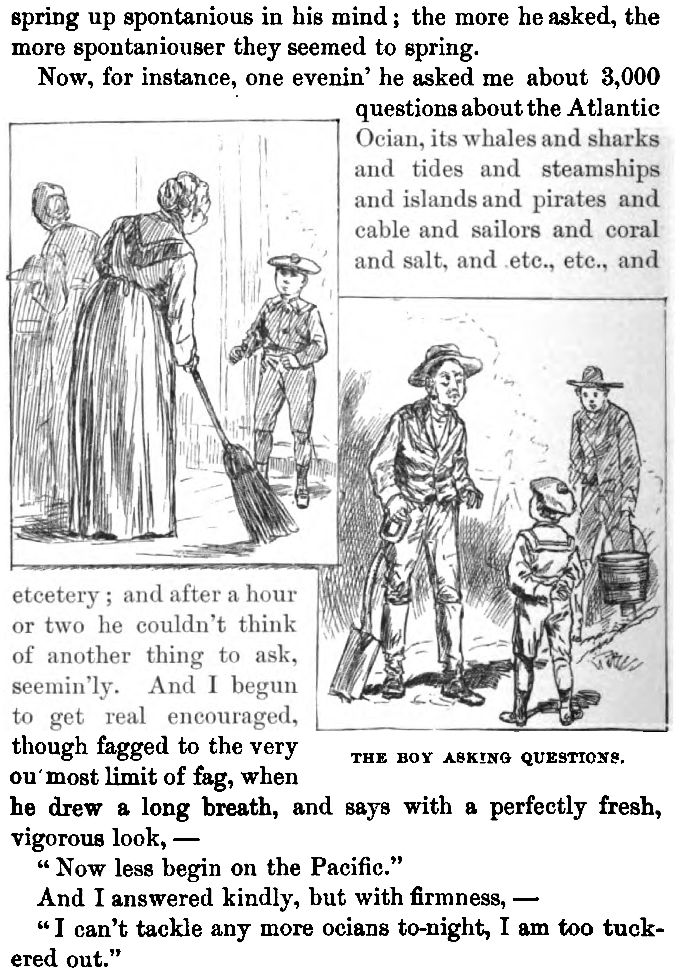 spring up spontanious in his mind; the more he asked, the
more spontaniouser they seemed to spring.
Now, for instance, one evenin' he asked me about 3,000
questions about the Atlantic
Ocian, its whales and sharks
and tides and steamships
and islands and pirates and
cable and sailors and coral
and salt, and etc., etc., and
etcetery; and after a hour
or two he couldn't think
of another thing to ask,
seemin'ly. And I begun
to get real encouraged,
though fagged to the very
ou'most limit of fag, when
he drew a long breath, and says with a perfectly fresh,
vigorous look, —
"Now less begin on the Pacific."
And I answered kindly, but with firmness, —
"I can't tackle any more ocians to-night, I am too tuck-
ered out."
THE BOY ASKING QUESTIONS.